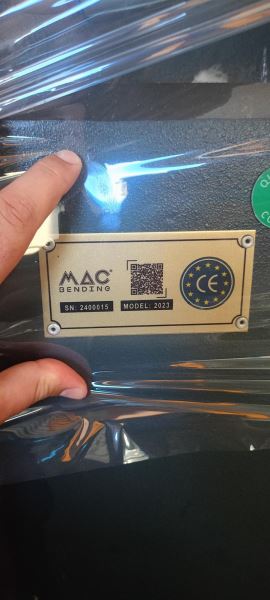 MAC®
BENDING
SN: 2400015
MODEL: 2023
CE